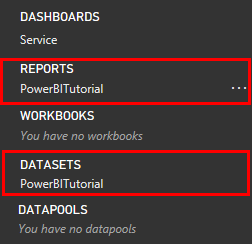 DASHBOARDS
Service
REPORTS
PowerBITutorial ...
WORKBOOKS
You have no workbooks
DATASETS
PowerBITutorial
DATAPOOLS
You have no datapools